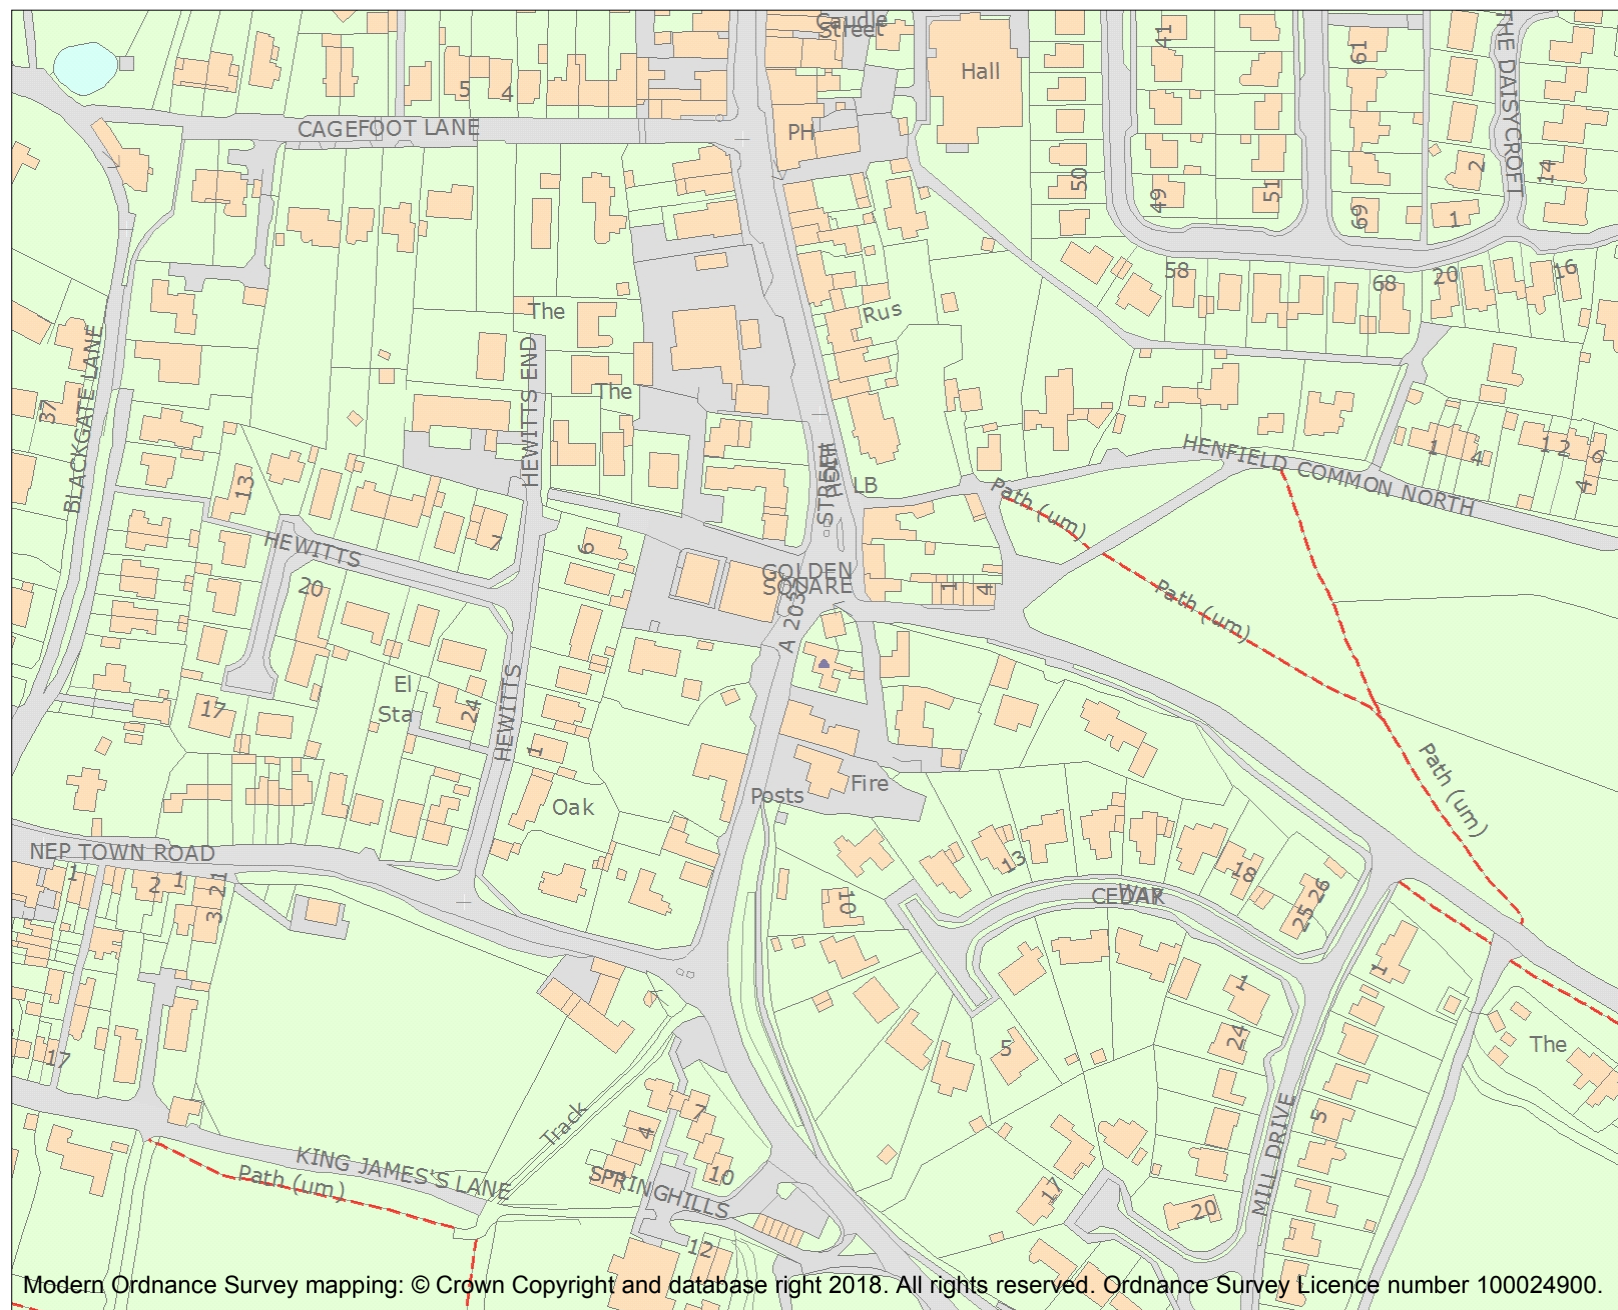 Caudle
Street
Hall
41
61
THE DAISYCROFT
5
4
CAGEFOOT LANE
PH
50
49
51
69
2
14
1
58
68
20
16
The
Rus
The
HEWITTS END
BLACKGATE LANE
37
STREET
LB
HENFIELD COMMON NORTH
1
4
1 2
6
4
13
7
Path (um)
HEWITTS
20
6
GOLDEN
SQUARE
1
4
Path (um)
A 203
El
Sta
24
17
HEWITTS
1
Path (um)
Oak
Posts
Fire
NEP TOWN ROAD
1
2
1
21
3
13
18
10
CEDAR
WAY
25
26
1
1
24
5
The
17
Track
7
4
10
5
MILL DRIVE
KING JAMES'S LANE
Path (um)
SPRINGHILLS
17
20
12
Modern Ordnance Survey mapping: © Crown Copyright and database right 2018. All rights reserved. Ordnance Survey Licence number 100024900.